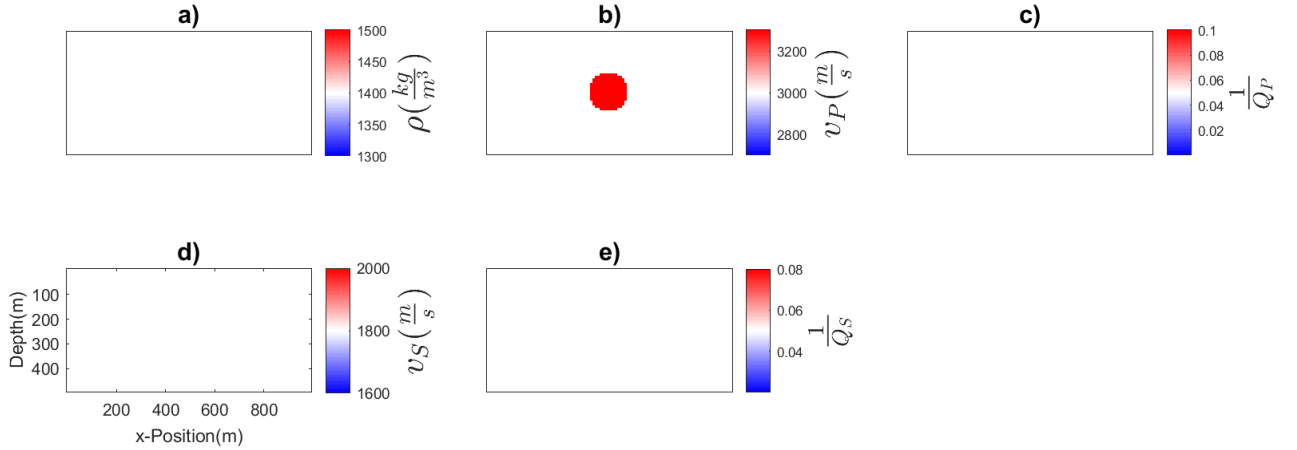 a)
1500
1450
1400
1350
1300
ρ(kg/m³)
b)
3200
3000
2800
v_P(m/s)
c)
0.1
0.08
0.06
0.04
0.02
1/Q_P
d)
100
200
300
400
Depth(m)
200 400 600 800
x-Position(m)
2000
1800
1600
v_S(m/s)
e)
0.08
0.06
0.04
1/Q_S